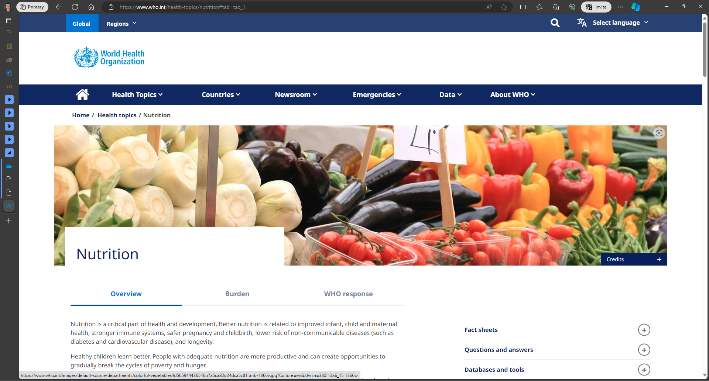 Primary
https://www.who.int/health-topics/nutrition#tab=tab_1
Global
Regions
Select language
World Health
Organization
Health Topics
Countries
Newsroom
Emergencies
Data
About WHO
Home / Health topics / Nutrition
Nutrition
Credits +
Overview
Burden
WHO response
Nutrition is a critical part of health and development. Better nutrition is related to improved infant, child and maternal
health, stronger immune systems, safer pregnancy and childbirth, lower risk of non-communicable diseases (such as
diabetes and cardiovascular disease), and longevity.
Healthy children learn better. People with adequate nutrition are more productive and can create opportunities to
gradually break the cycles of poverty and hunger.
Fact sheets
Questions and answers
Databases and tools